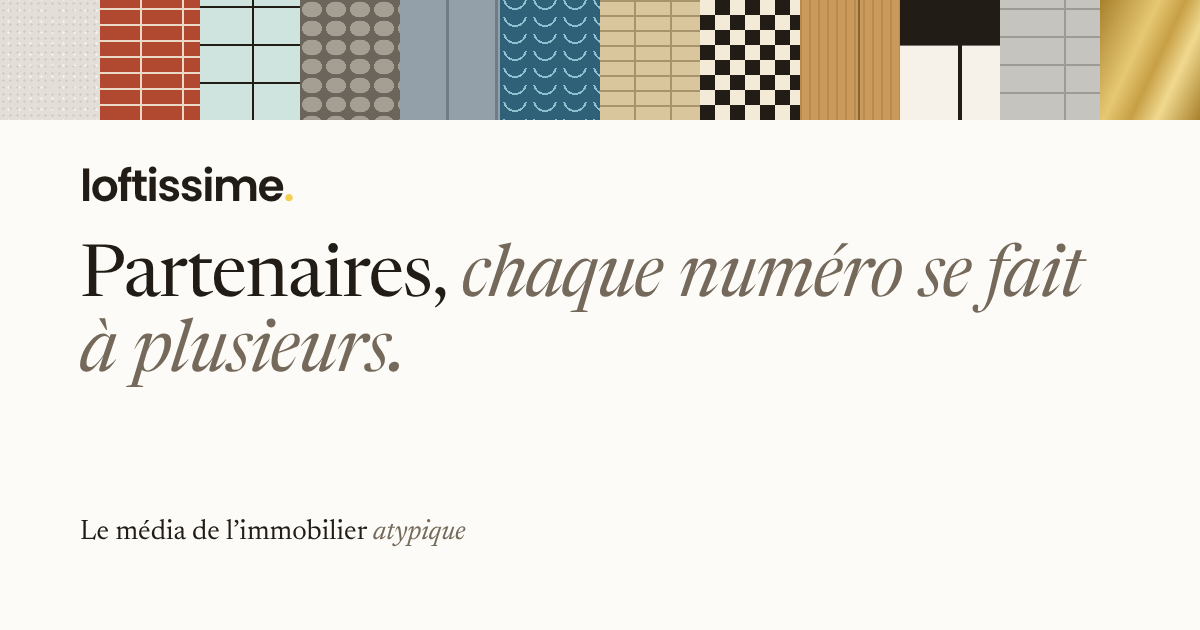 loftissime.
Partenaires, chaque numéro se fait
à plusieurs.
Le média de l’immobilier atypique